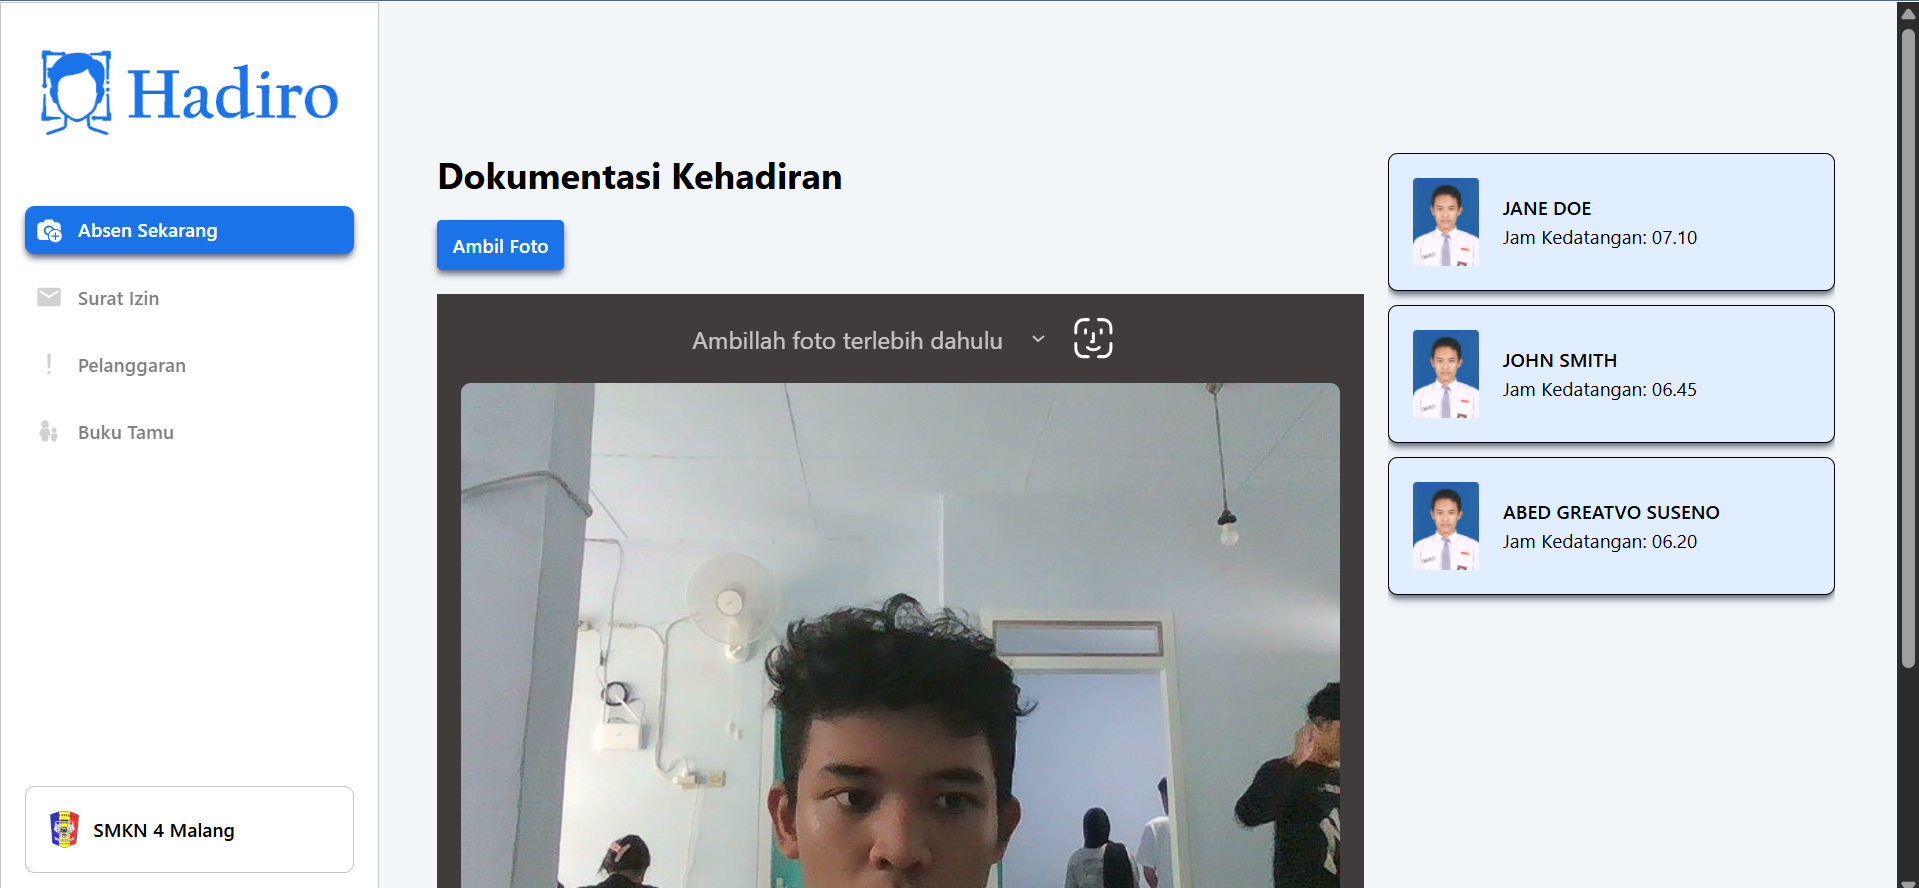 Hadiro
Absen Sekarang
Surat Izin
Pelanggaran
Buku Tamu
SMKN 4 Malang
Dokumentasi Kehadiran
Ambil Foto
Ambillah foto terlebih dahulu
JANE DOE
Jam Kedatangan: 07.10
JOHN SMITH
Jam Kedatangan: 06.45
ABED GREATVO SUSENO
Jam Kedatangan: 06.20